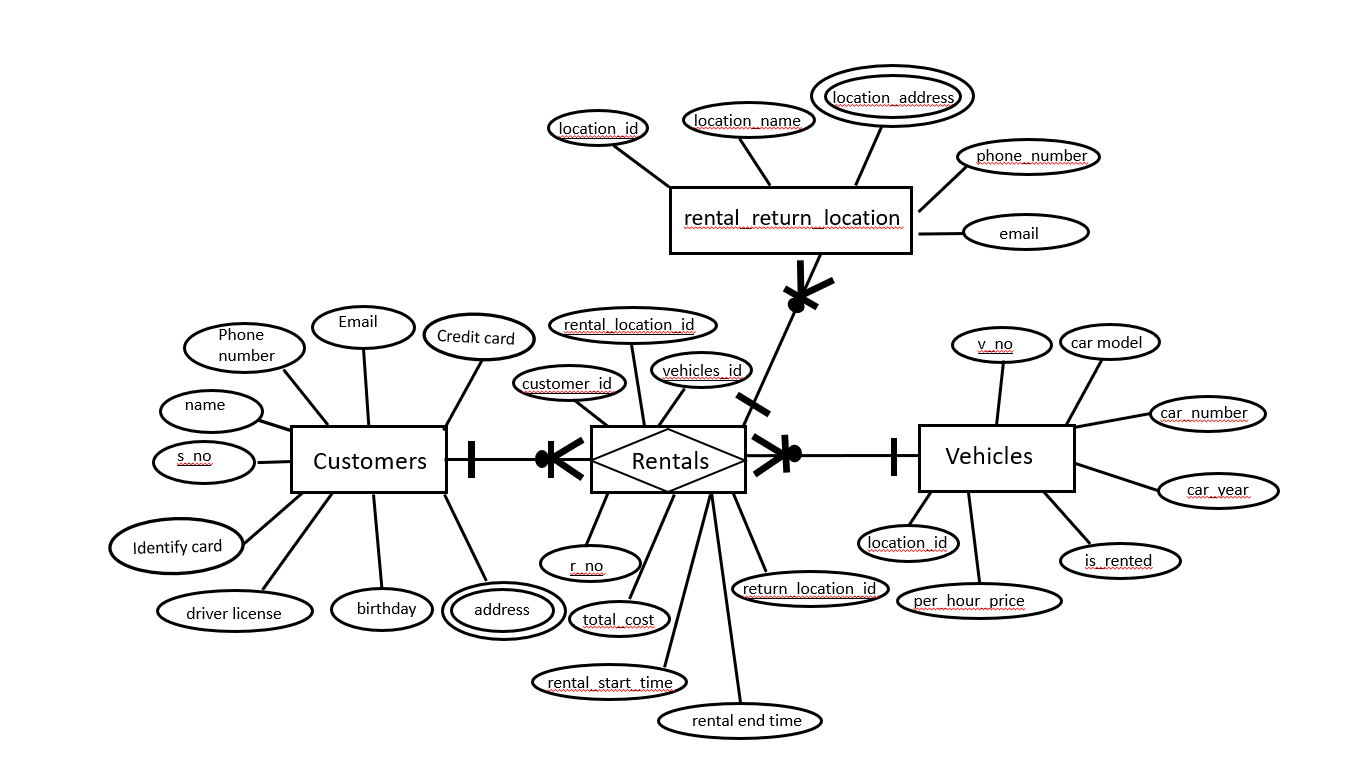 location_address
location_id
location_name
phone_number
rental_return_location
email
Phone
number
Email
Credit card
rental_location_id
v_no
car model
customer_id
vehicles_id
name
car_number
s_no
Customers
Rentals
Vehicles
car_year
Identify card
r_no
location_id
is_rented
driver license
birthday
address
total_cost
return_location_id
per_hour_price
rental_start_time
rental end time